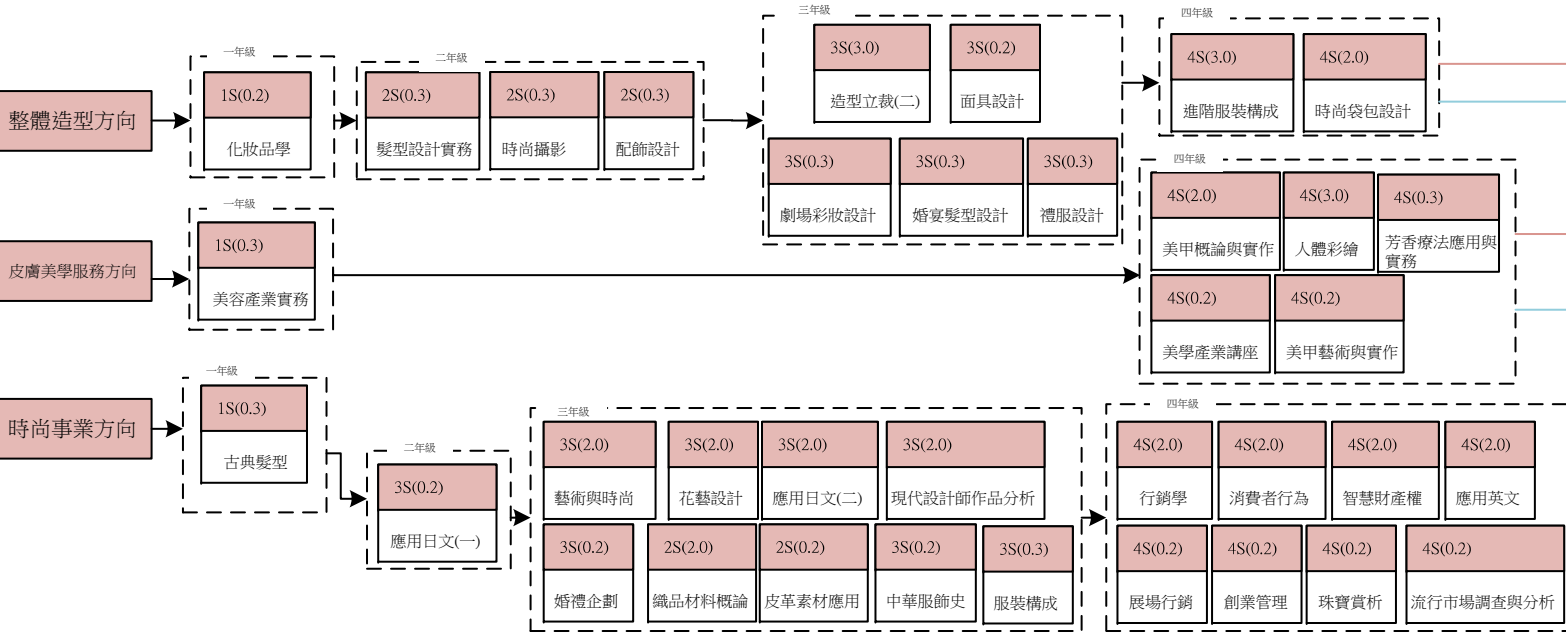 整體造型方向
一年級
1S(0.2)
化妝品學
二年級
2S(0.3)
髮型設計實務
2S(0.3)
時尚攝影
2S(0.3)
配飾設計
三年級
3S(3.0)
造型立裁(二)
3S(0.2)
面具設計
3S(0.3)
劇場彩妝設計
3S(0.3)
婚宴髮型設計
3S(0.3)
禮服設計
四年級
4S(3.0)
進階服裝構成
4S(2.0)
時尚袋包設計
皮膚美學服務方向
一年級
1S(0.3)
美容產業實務
四年級
4S(2.0)
美甲概論與實作
4S(3.0)
人體彩繪
4S(0.3)
芳香療法應用與
實務
4S(0.2)
美學產業講座
4S(0.2)
美甲藝術與實作
時尚事業方向
一年級
1S(0.3)
古典髮型
二年級
3S(0.2)
應用日文(一)
三年級
3S(2.0)
藝術與時尚
3S(2.0)
花藝設計
3S(2.0)
應用日文(二)
3S(2.0)
現代設計師作品分析
3S(0.2)
婚禮企劃
2S(2.0)
織品材料概論
2S(0.2)
皮革素材應用
3S(0.2)
中華服飾史
3S(0.3)
服裝構成
四年級
4S(2.0)
行銷學
4S(2.0)
消費者行為
4S(2.0)
智慧財產權
4S(2.0)
應用英文
4S(0.2)
展場行銷
4S(0.2)
創業管理
4S(0.2)
珠寶賞析
4S(0.2)
流行市場調查與分析